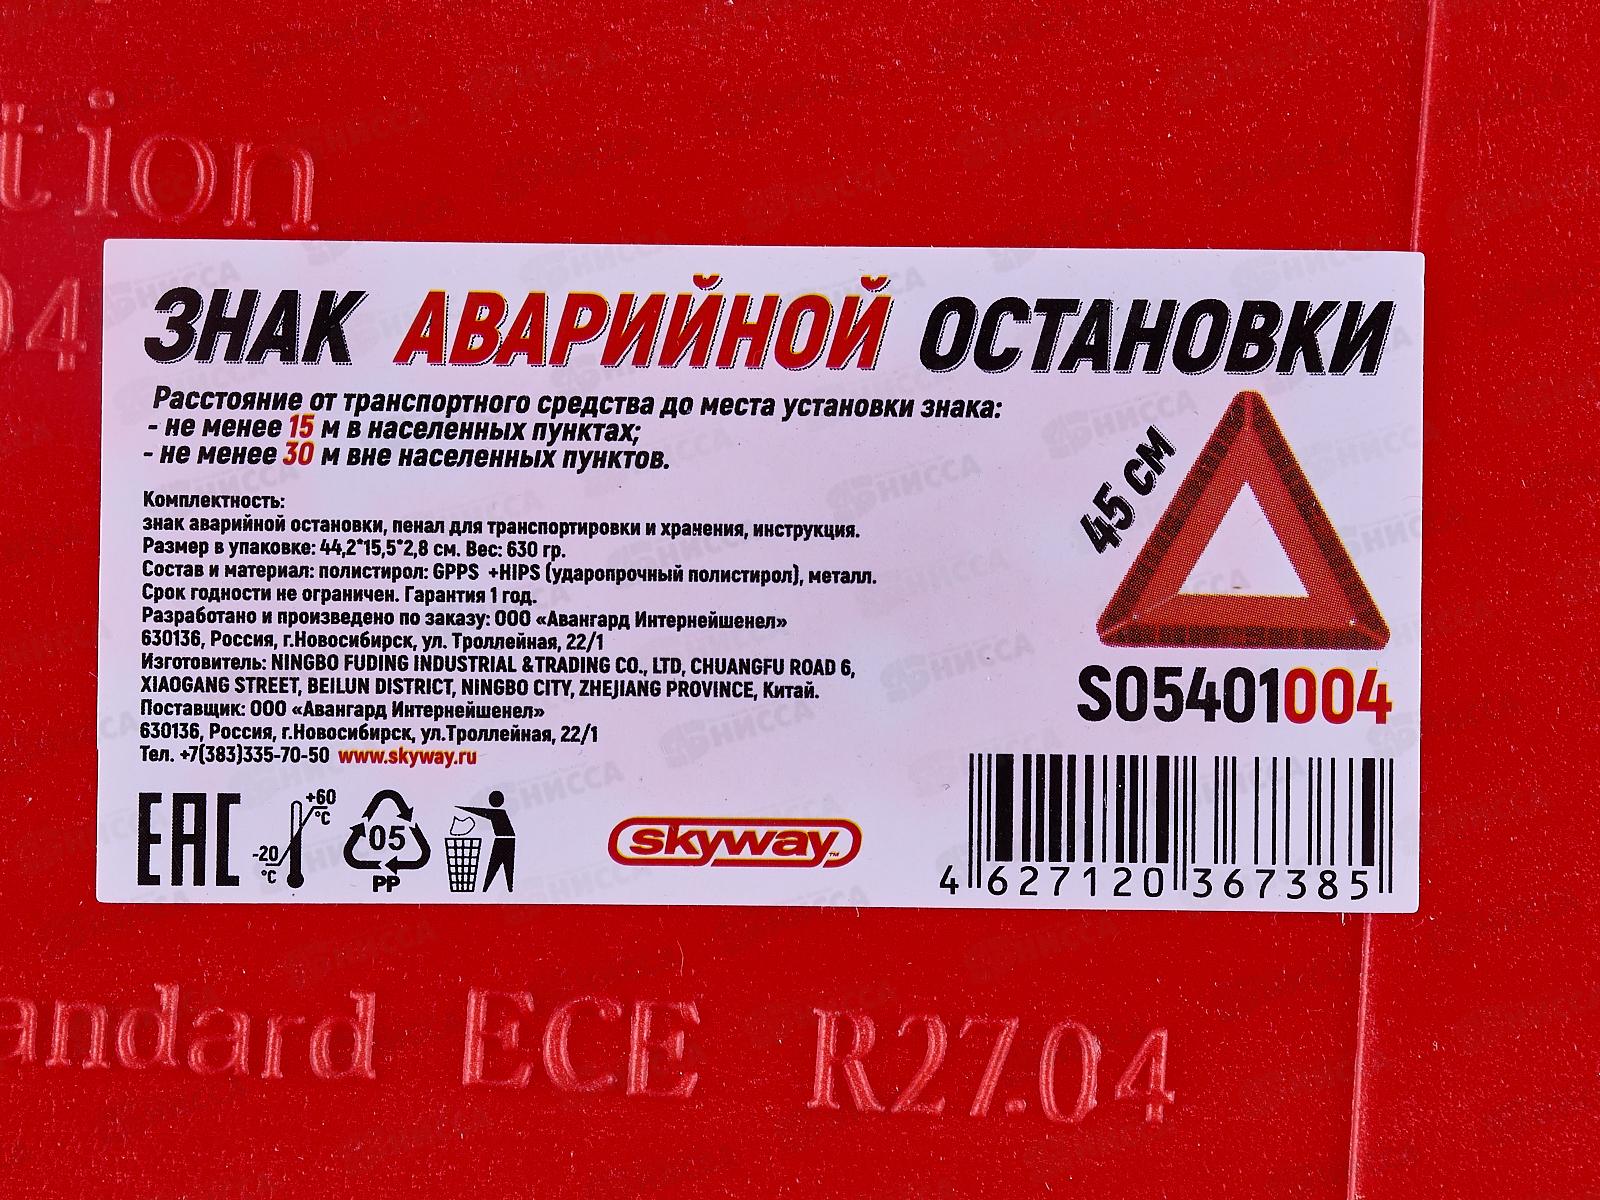 tion
04
ЗНАК АВАРИЙНОЙ ОСТАНОВКИ
Расстояние от транспортного средства до места установки знака:
- не менее 15 м в населенных пунктах;
- не менее 30 м вне населенных пунктов.
45 СМ
Комплектность:
знак аварийной остановки, пенал для транспортировки и хранения, инструкция.
Размер в упаковке: 44,2*15,5*2,8 см. Вес: 630 гр.
Состав и материал: полистирол: GPPS +HIPS (ударопрочный полистирол), металл.
Срок годности не ограничен. Гарантия 1 год.
Разработано и произведено по заказу: ООО «Авангард Интернейшенел»
630136, Россия, г.Новосибирск, ул. Троллейная, 22/1
Изготовитель: NINGBO FUDING INDUSTRIAL &TRADING CO., LTD, CHUANGFU ROAD 6,
XIAOGANG STREET, BEILUN DISTRICT, NINGBO CITY, ZHEJIANG PROVINCE, Китай.
Поставщик: ООО «Авангард Интернейшенел»
630136, Россия, г.Новосибирск, ул.Троллейная, 22/1
Тел. +7(383)335-70-50 www.skyway.ru
S05401004
EAC
+60
°C
-20
°C
05
PP
skyway™
4 627120 367385
andard ECE R27.04
НИССА